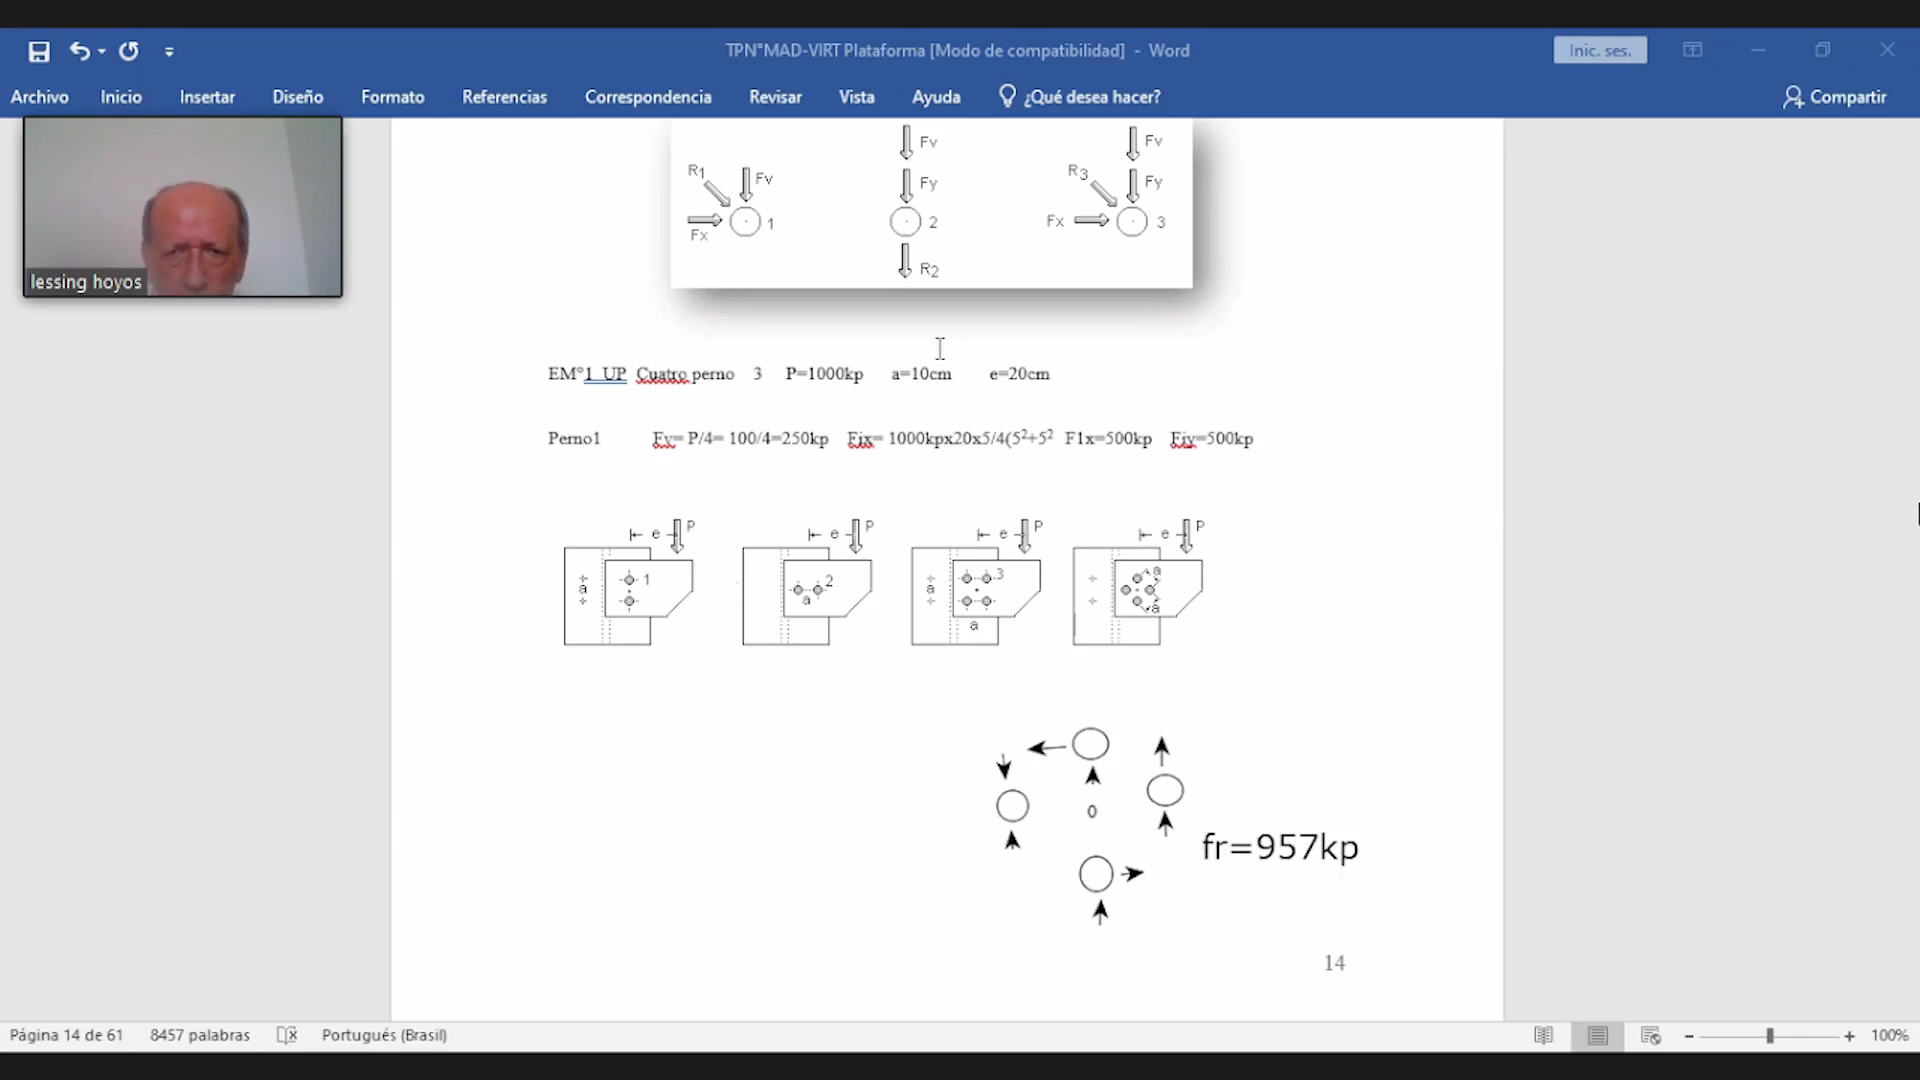 TPN°MAD-VIRT Plataforma [Modo de compatibilidad] - Word
Inic. ses.
Archivo Inicio Insertar Diseño Formato Referencias Correspondencia Revisar Vista Ayuda ¿Qué desea hacer? Compartir
lessing hoyos
Fv Fv
R1 Fv Fy R3 Fy
Fx 1 2 Fx 3
R2
EM°1 UP Cuatro perno 3 P=1000kp a=10cm e=20cm
Perno1 Fv= P/4= 100/4=250kp Fix= 1000kpx20x5/4(5²+5² F1x=500kp Fiy=500kp
e P e P e P e P
a 1 2 a a 3 a a a
fr=957kp
14
Página 14 de 61 8457 palabras Português (Brasil) 100%